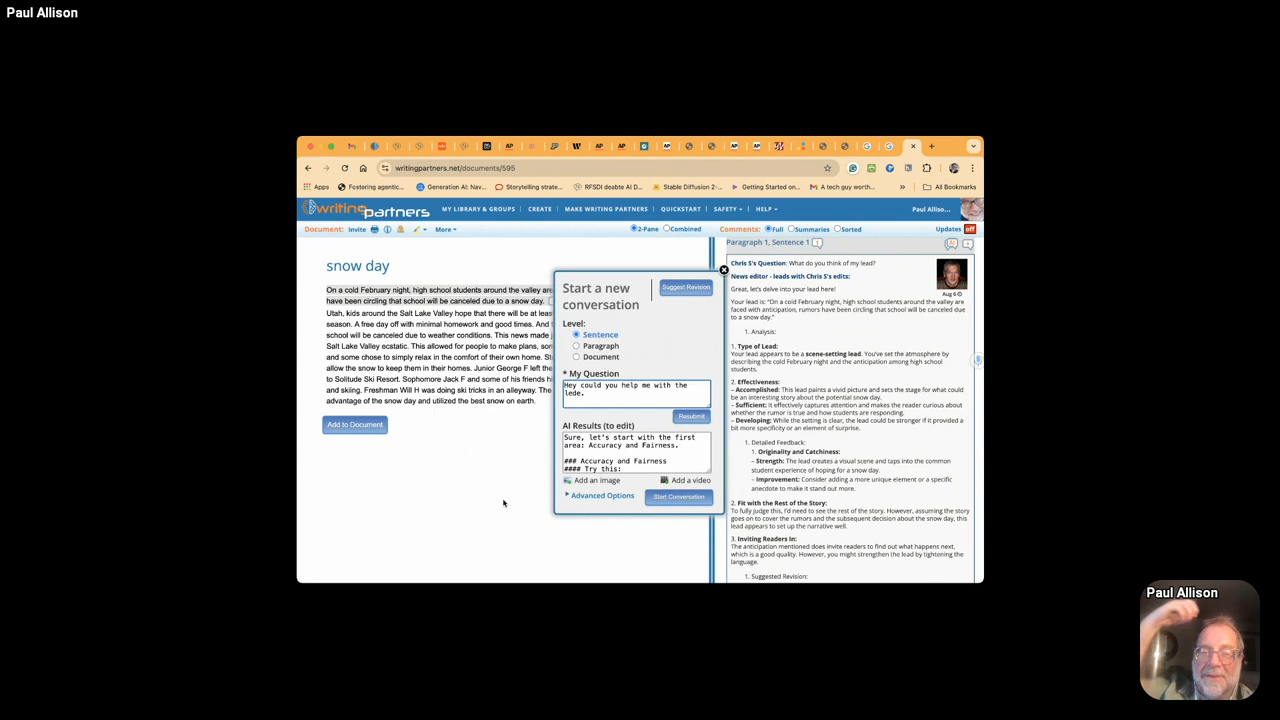 Paul Allison
writingpartners.net/documents/595
Apps
Fostering agentic...
Generation AI: Nav...
Storytelling strate...
RFSDI deabte AI D...
Stable Diffusion 2-...
Getting Started on...
A tech guy worth...
All Bookmarks
writingpartners
MY LIBRARY & GROUPS
CREATE
MAKE WRITING PARTNERS
QUICKSTART
SAFETY
HELP
Paul Alliso...
Document:
Invite
More
2-Pane
Combined
Comments:
Full
Summaries
Sorted
Updates
off
snow day
On a cold February night, high school students around the valley are
have been circling that school will be canceled due to a snow day.
Utah, kids around the Salt Lake Valley hope that there will be at leas
season. A free day off with minimal homework and good times. And
school will be canceled due to weather conditions. This news made j
Salt Lake Valley ecstatic. This allowed for people to make plans, som
and some chose to simply relax in the comfort of their own home. St
allow the snow to keep them in their homes. Junior George F left the
to Solitude Ski Resort. Sophomore Jack F and some of his friends hi
and skiing. Freshman Will H was doing ski tricks in an alleyway. The
advantage of the snow day and utilized the best snow on earth.
Add to Document
Start a new
conversation
Suggest Revision
Level:
Sentence
Paragraph
Document
* My Question
Hey could you help me with the
lede.
Resubmit
AI Results (to edit)
Sure, let's start with the first
area: Accuracy and Fairness.
### Accuracy and Fairness
#### Try this:
Add an image
Add a video
Advanced Options
Start Conversation
Paragraph 1, Sentence 1
1
Chris S's Question: What do you think of my lead?
News editor - leads with Chris S's edits:
Great, let's delve into your lead here!
Aug 6
Your lead is: "On a cold February night, high school students around the valley are
faced with anticipation, rumors have been circling that school will be canceled due
to a snow day."
1. Analysis:
1. Type of Lead:
Your lead appears to be a scene-setting lead. You've set the atmosphere by
describing the cold February night and the anticipation among high school
students.
2. Effectiveness:
– Accomplished: This lead paints a vivid picture and sets the stage for what could
be an interesting story about the potential snow day.
– Sufficient: It effectively captures attention and makes the reader curious about
whether the rumor is true and how students are responding.
– Developing: While the setting is clear, the lead could be stronger if you provided a
bit more specificity or an element of surprise.
1. Detailed Feedback:
1. Originality and Catchiness:
– Strength: The lead creates a visual scene and taps into the common
student experience of hoping for a snow day.
– Improvement: Consider adding a more unique element or a specific
anecdote to make it stand out more.
2. Fit with the Rest of the Story:
To fully judge this, I'd need to see the rest of the story. However, assuming the story
goes on to cover the rumors and the subsequent decision about the snow day, this
lead appears to set up the narrative well.
3. Inviting Readers In:
The anticipation mentioned does invite readers to find out what happens next,
which is a good quality. However, you might strengthen the lead by tightening the
language.
1. Suggested Revision:
Paul Allison